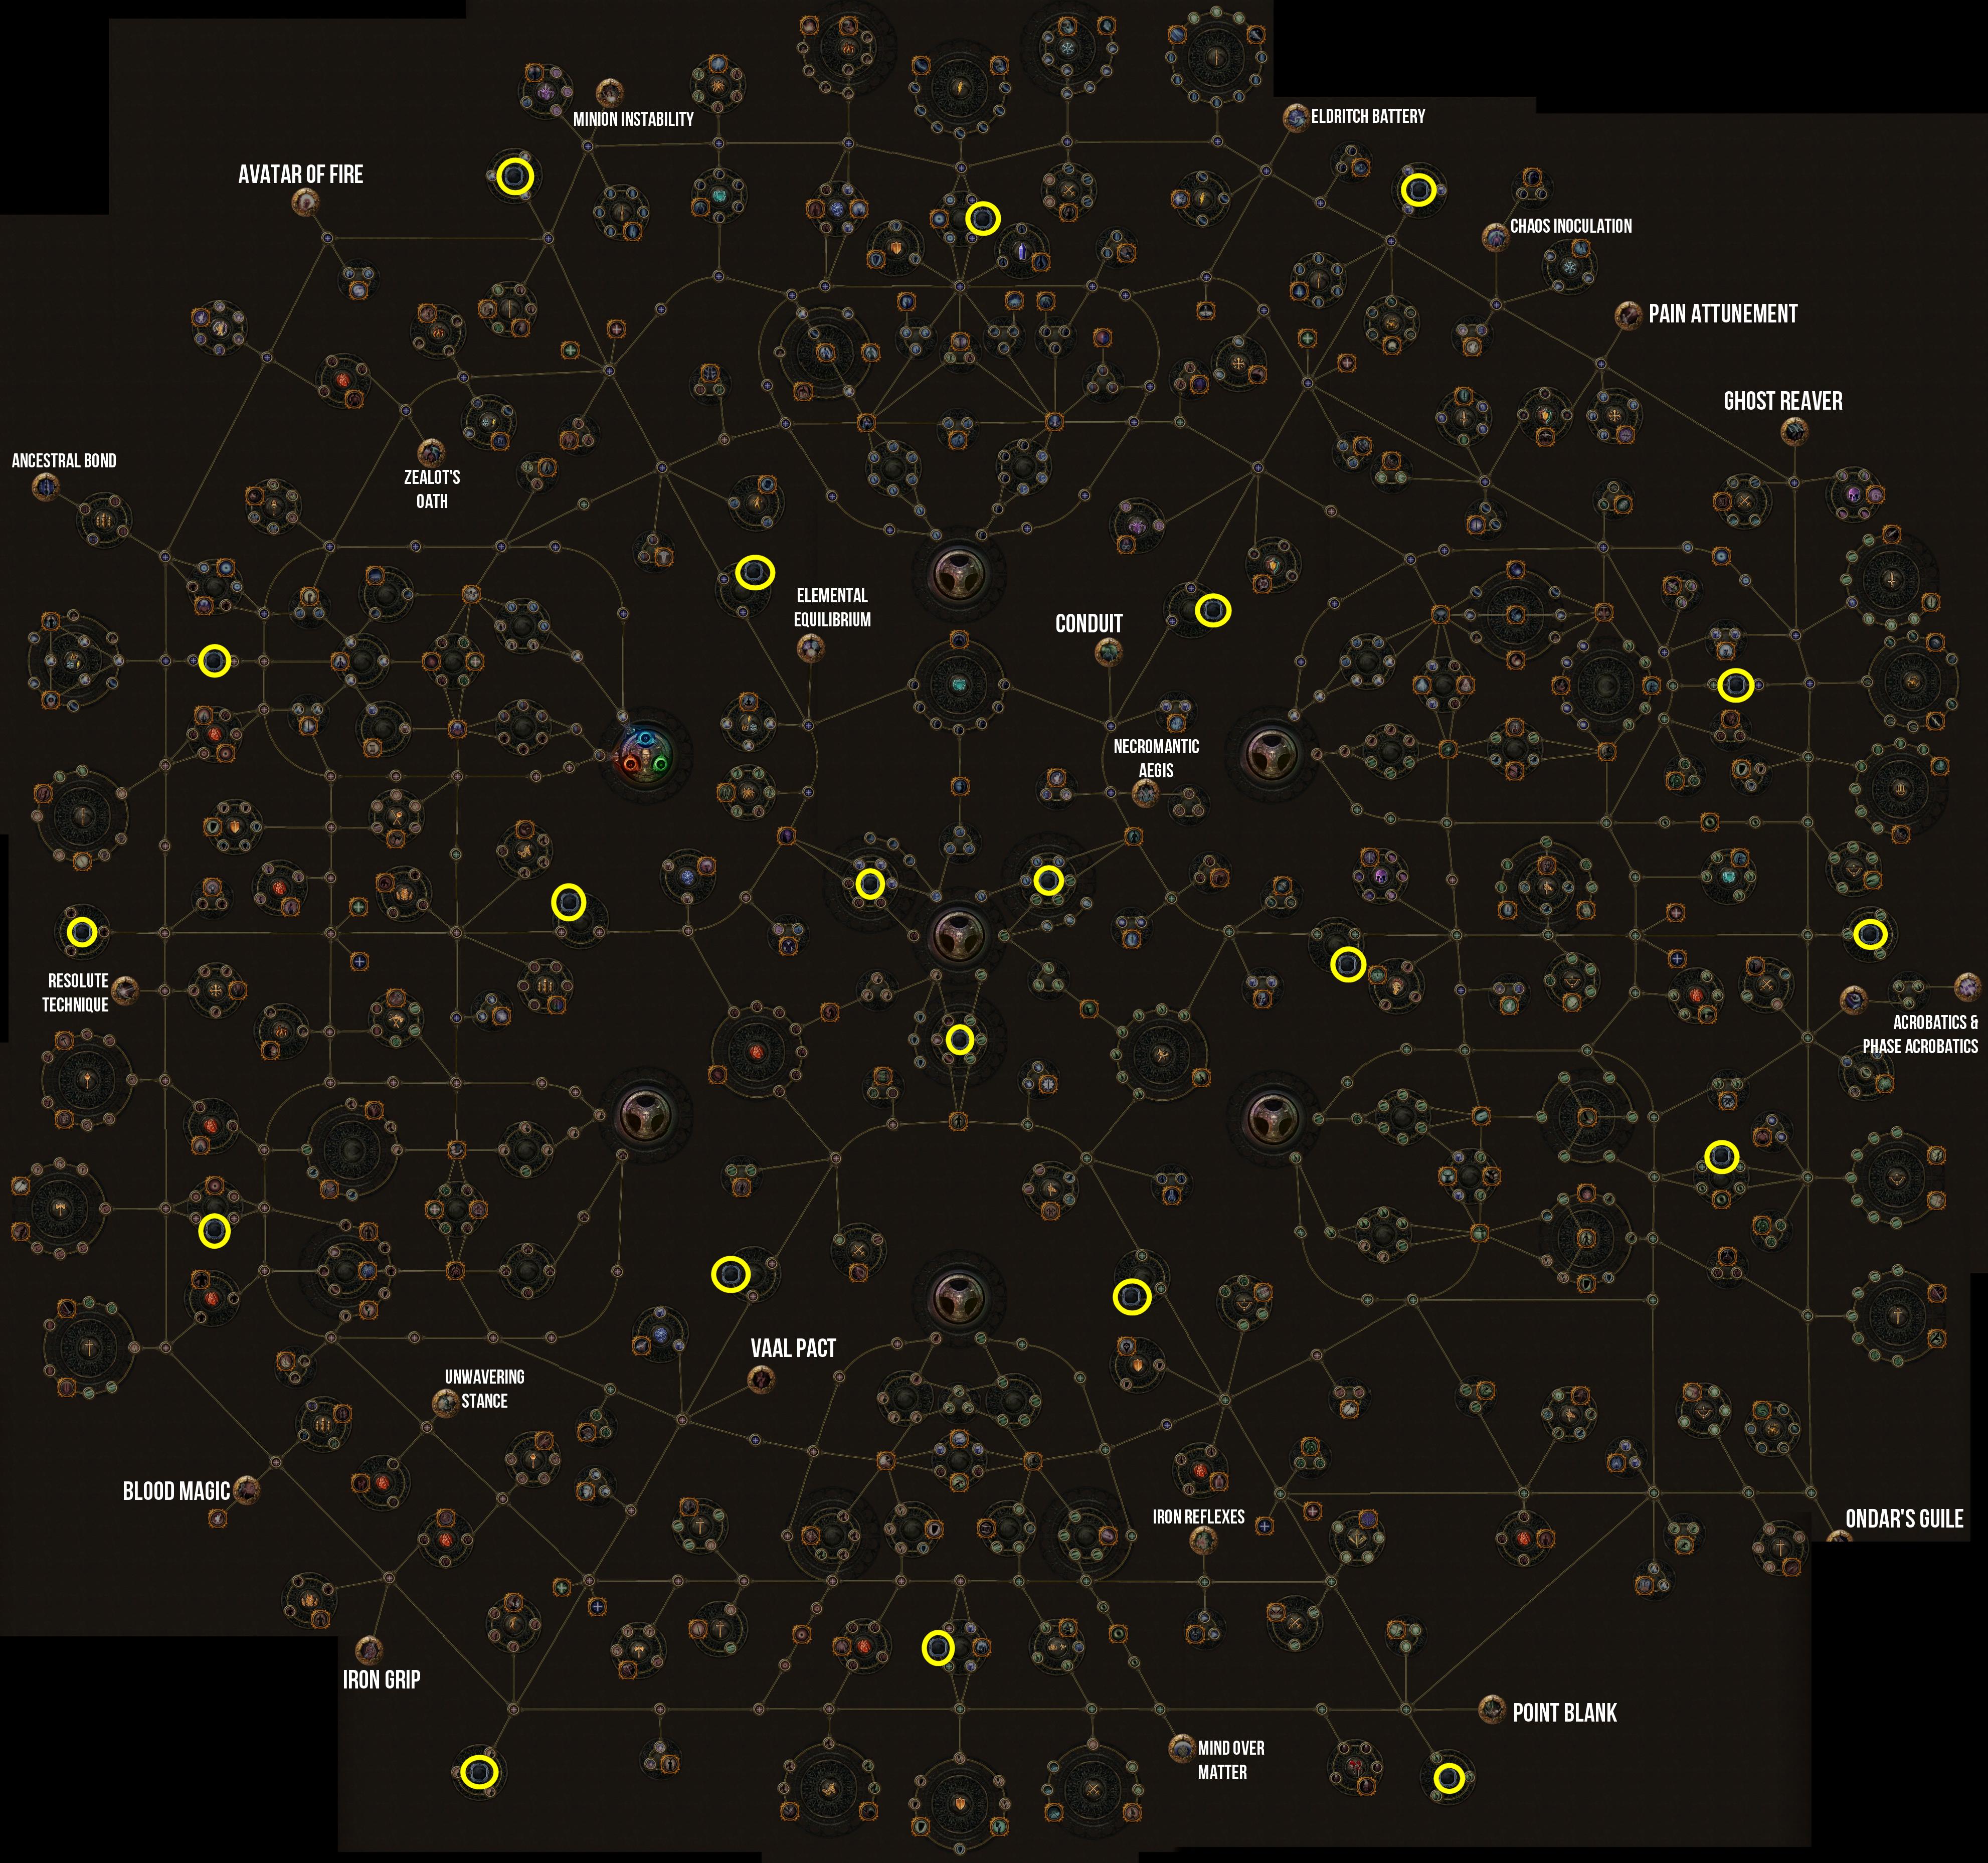 MINION INSTABILITY
ELDRITCH BATTERY
AVATAR OF FIRE
CHAOS INOCULATION
PAIN ATTUNEMENT
GHOST REAVER
ANCESTRAL BOND
ZEALOT'S
OATH
ELEMENTAL
EQUILIBRIUM
CONDUIT
NECROMANTIC
AEGIS
RESOLUTE
TECHNIQUE
ACROBATICS &
PHASE ACROBATICS
VAAL PACT
UNWAVERING
STANCE
BLOOD MAGIC
IRON REFLEXES
ONDAR'S GUILE
IRON GRIP
POINT BLANK
MIND OVER
MATTER